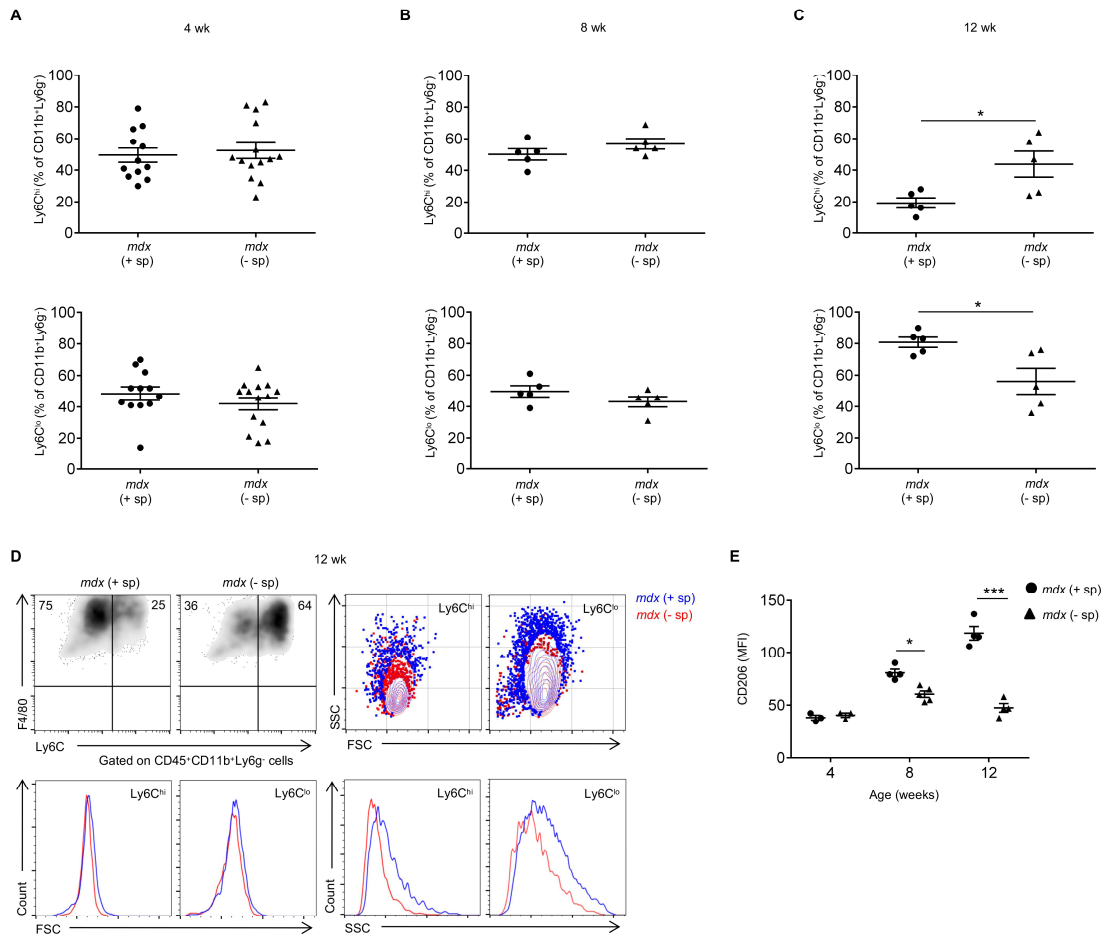 A
4 wk
Ly6Cʰⁱ (% of CD11b⁺Ly6g⁻)
100
80
60
40
20
0
mdx
(+ sp)
mdx
(- sp)
B
8 wk
Ly6Cʰⁱ (% of CD11b⁺Ly6g⁻)
100
80
60
40
20
0
mdx
(+ sp)
mdx
(- sp)
C
12 wk
Ly6Cʰⁱ (% of CD11b⁺Ly6g⁻)
100
80
60
40
20
0
*
mdx
(+ sp)
mdx
(- sp)
Ly6Cˡᵒ (% of CD11b⁺Ly6g⁻)
100
80
60
40
20
0
mdx
(+ sp)
mdx
(- sp)
Ly6Cˡᵒ (% of CD11b⁺Ly6g⁻)
100
80
60
40
20
0
mdx
(+ sp)
mdx
(- sp)
Ly6Cˡᵒ (% of CD11b⁺Ly6g⁻)
100
80
60
40
20
0
*
mdx
(+ sp)
mdx
(- sp)
D
12 wk
mdx (+ sp)
mdx (- sp)
75
25
36
64
F4/80
Ly6C
Gated on CD45⁺CD11b⁺Ly6g⁻ cells
Ly6Cʰⁱ
Ly6Cˡᵒ
mdx (+ sp)
mdx (- sp)
SSC
FSC
Ly6Cʰⁱ
Ly6Cˡᵒ
Count
FSC
Ly6Cʰⁱ
Ly6Cˡᵒ
Count
SSC
E
mdx (+ sp)
mdx (- sp)
CD206 (MFI)
150
100
50
0
*
***
4
8
12
Age (weeks)